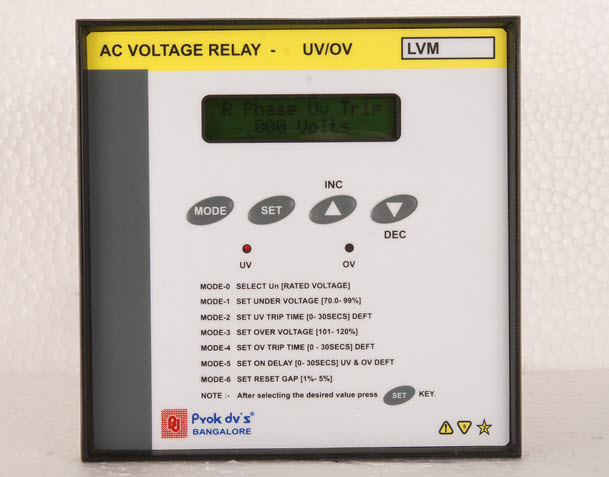 AC VOLTAGE RELAY - UV/OV
LVM
R Phase Uv Trip
000 Volts
INC
MODE SET
DEC
UV OV
MODE-0 SELECT Un [RATED VOLTAGE]
MODE-1 SET UNDER VOLTAGE [70.0- 99%]
MODE-2 SET UV TRIP TIME [0- 30SECS] DEFT
MODE-3 SET OVER VOLTAGE [101- 120%]
MODE-4 SET OV TRIP TIME [0 - 30SECS] DEFT
MODE-5 SET ON DELAY [0- 30SECS] UV & OV DEFT
MODE-6 SET RESET GAP [1%- 5%]
NOTE :- After selecting the desired value press SET KEY.
Pyok dv's®
BANGALORE